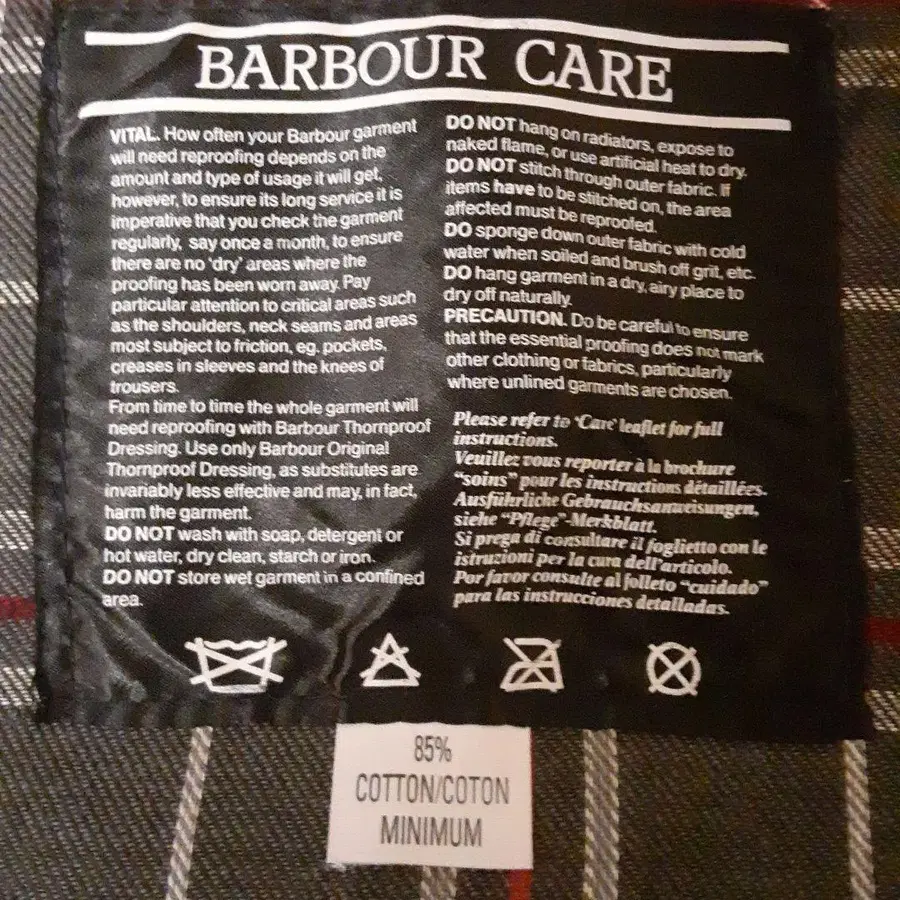 BARBOUR CARE
VITAL. How often your Barbour garment
will need reproofing depends on the
amount and type of usage it will get,
however, to ensure its long service it is
imperative that you check the garment
regularly, say once a month, to ensure
there are no 'dry' areas where the
proofing has been worn away. Pay
particular attention to critical areas such
as the shoulders, neck seams and areas
most subject to friction, eg. pockets,
creases in sleeves and the knees of
trousers.
From time to time the whole garment will
need reproofing with Barbour Thornproof
Dressing. Use only Barbour Original
Thornproof Dressing, as substitutes are
invariably less effective and may, in fact,
harm the garment.
DO NOT wash with soap, detergent or
hot water, dry clean, starch or iron.
DO NOT store wet garment in a confined
area.
DO NOT hang on radiators, expose to
naked flame, or use artificial heat to dry.
DO NOT stitch through outer fabric. If
items have to be stitched on, the area
affected must be reproofed.
DO sponge down outer fabric with cold
water when soiled and brush off grit, etc.
DO hang garment in a dry, airy place to
dry off naturally.
PRECAUTION. Do be careful to ensure
that the essential proofing does not mark
other clothing or fabrics, particularly
where unlined garments are chosen.
Please refer to 'Care' leaflet for full
instructions.
Veuillez vous reporter à la brochure
"soins" pour les instructions détaillées.
Ausführliche Gebrauchsanweisungen,
siehe "Pflege"-Merkblatt.
Si prega di consultare il foglietto con le
istruzioni per la cura dell'articolo.
Por favor consulte al folleto "cuidado"
para las instrucciones detalladas.
85%
COTTON/COTON
MINIMUM